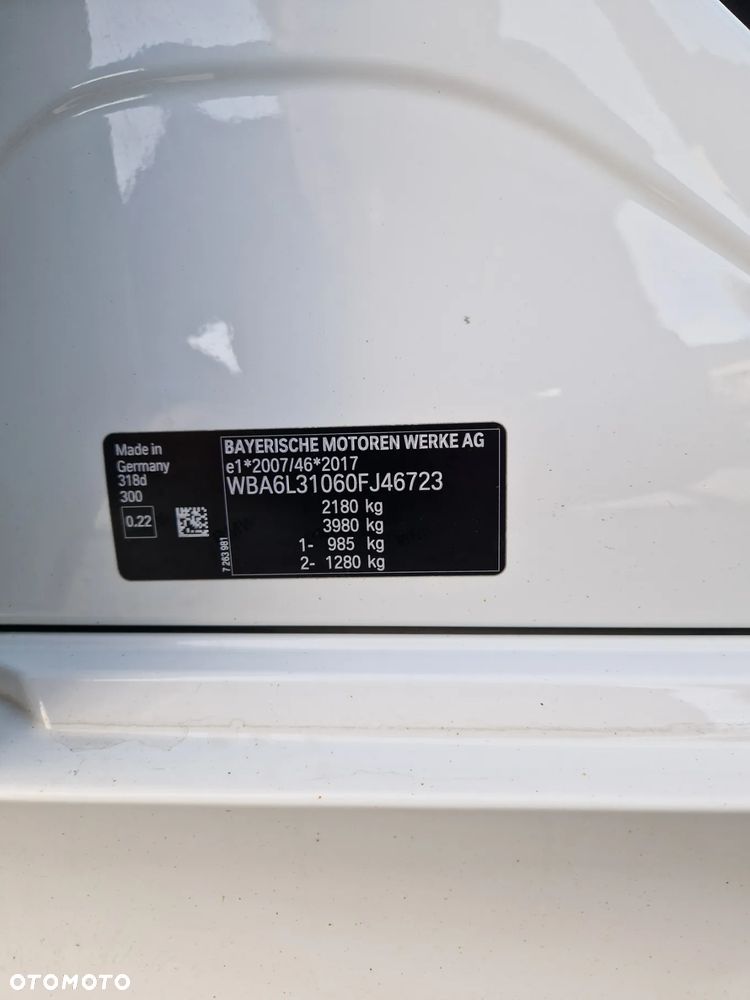 Made in
Germany
318d
300
0.22
7 263 981
BAYERISCHE MOTOREN WERKE AG
e1*2007/46*2017
WBA6L31060FJ46723
2180 kg
3980 kg
1- 985 kg
2- 1280 kg
OTOMOTO